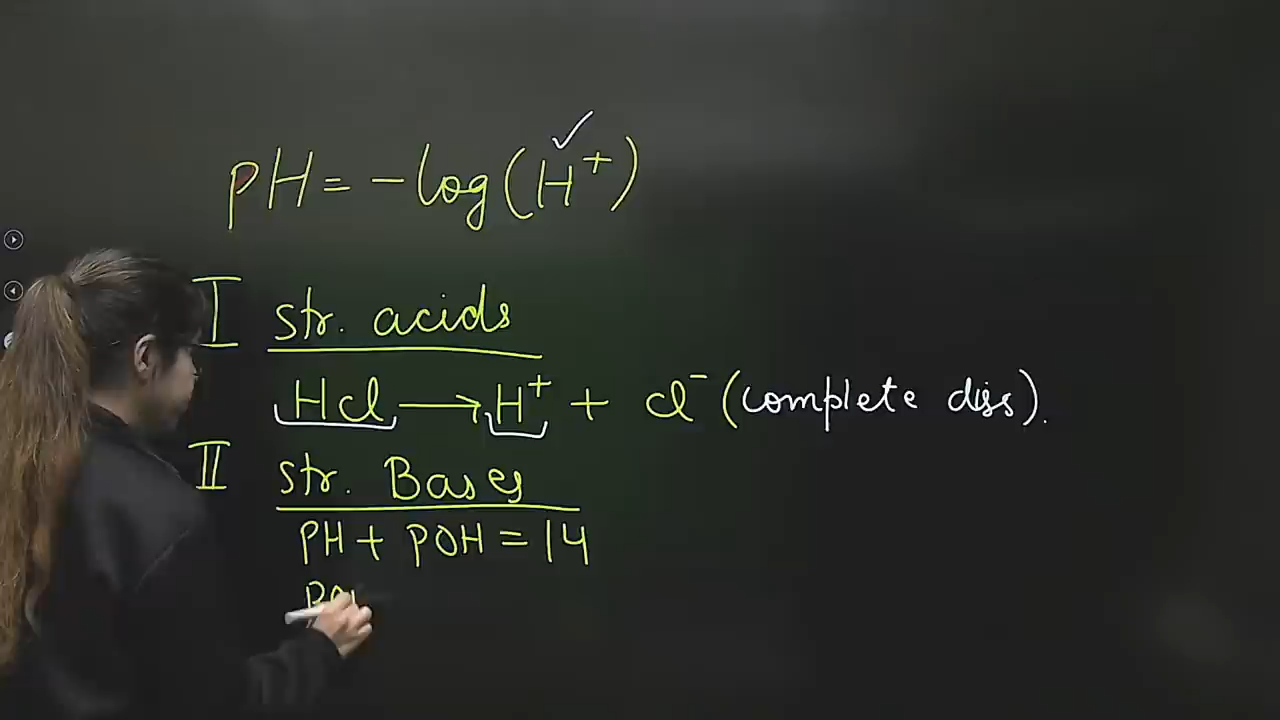 pH = - log (H⁺) ✓
I str. acids
HCl → H⁺ + Cl⁻ (complete diss).
II str. Bases
PH + POH = 14